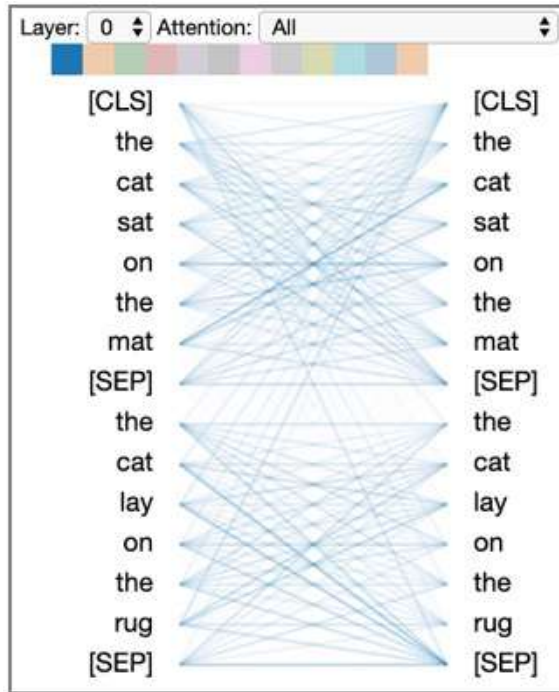 Layer: 0 Attention: All
[CLS] [CLS]
the the
cat cat
sat sat
on on
the the
mat mat
[SEP] [SEP]
the the
cat cat
lay lay
on on
the the
rug rug
[SEP] [SEP]